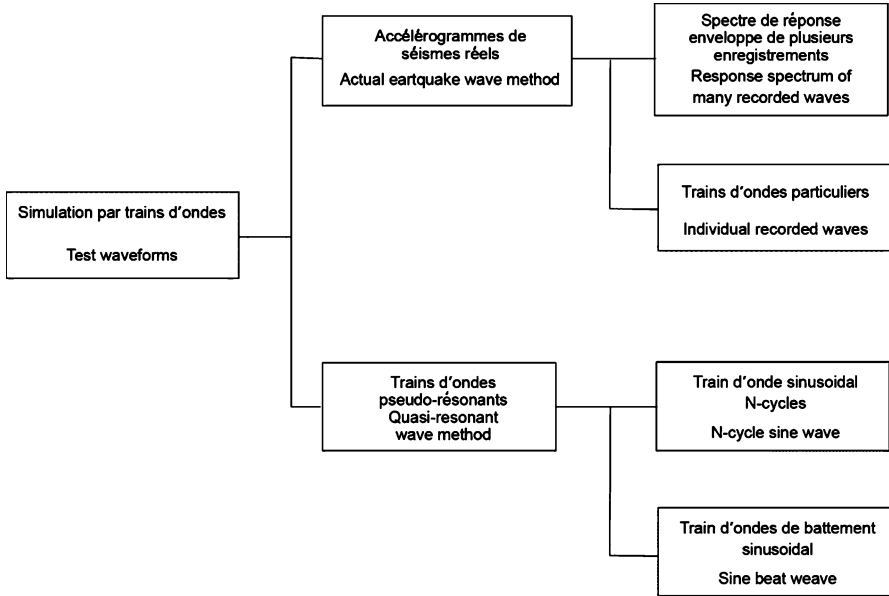 Simulation par trains d'ondes
Test waveforms
Accélérogrammes de
séismes réels
Actual eartquake wave method
Spectre de réponse
enveloppe de plusieurs
enregistrements
Response spectrum of
many recorded waves
Trains d'ondes particuliers
Individual recorded waves
Trains d'ondes
pseudo-résonants
Quasi-resonant
wave method
Train d'onde sinusoidal
N-cycles
N-cycle sine wave
Train d'ondes de battement
sinusoidal
Sine beat weave